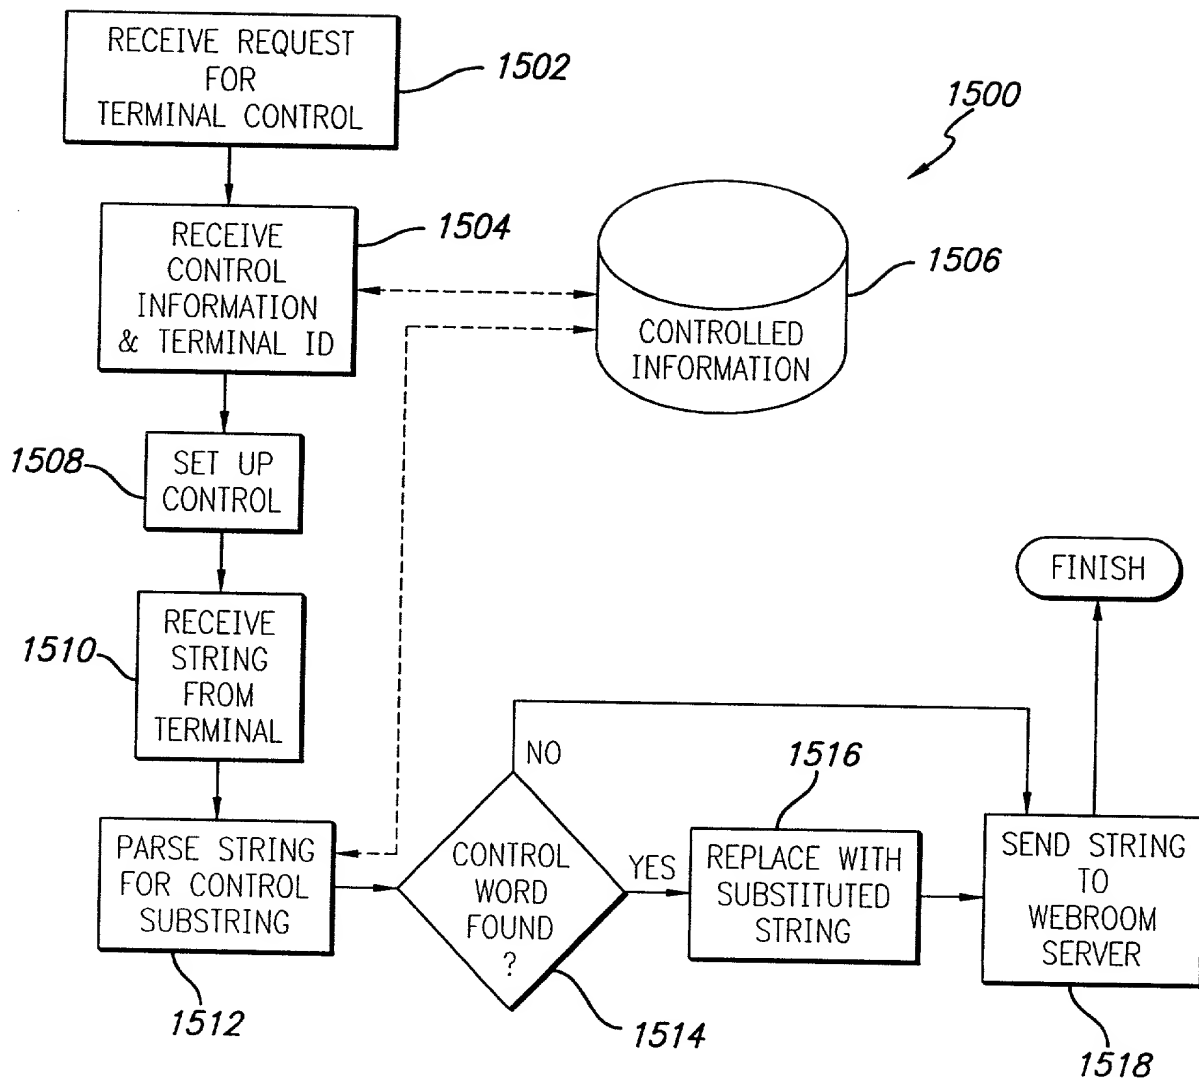 RECEIVE REQUEST
FOR
TERMINAL CONTROL
1502
1500
RECEIVE
CONTROL
INFORMATION
& TERMINAL ID
1504
CONTROLLED
INFORMATION
1506
SET UP
CONTROL
1508
RECEIVE
STRING
FROM
TERMINAL
1510
PARSE STRING
FOR CONTROL
SUBSTRING
1512
CONTROL
WORD
FOUND
?
1514
NO
YES
REPLACE WITH
SUBSTITUTED
STRING
1516
SEND STRING
TO
WEBROOM
SERVER
1518
FINISH